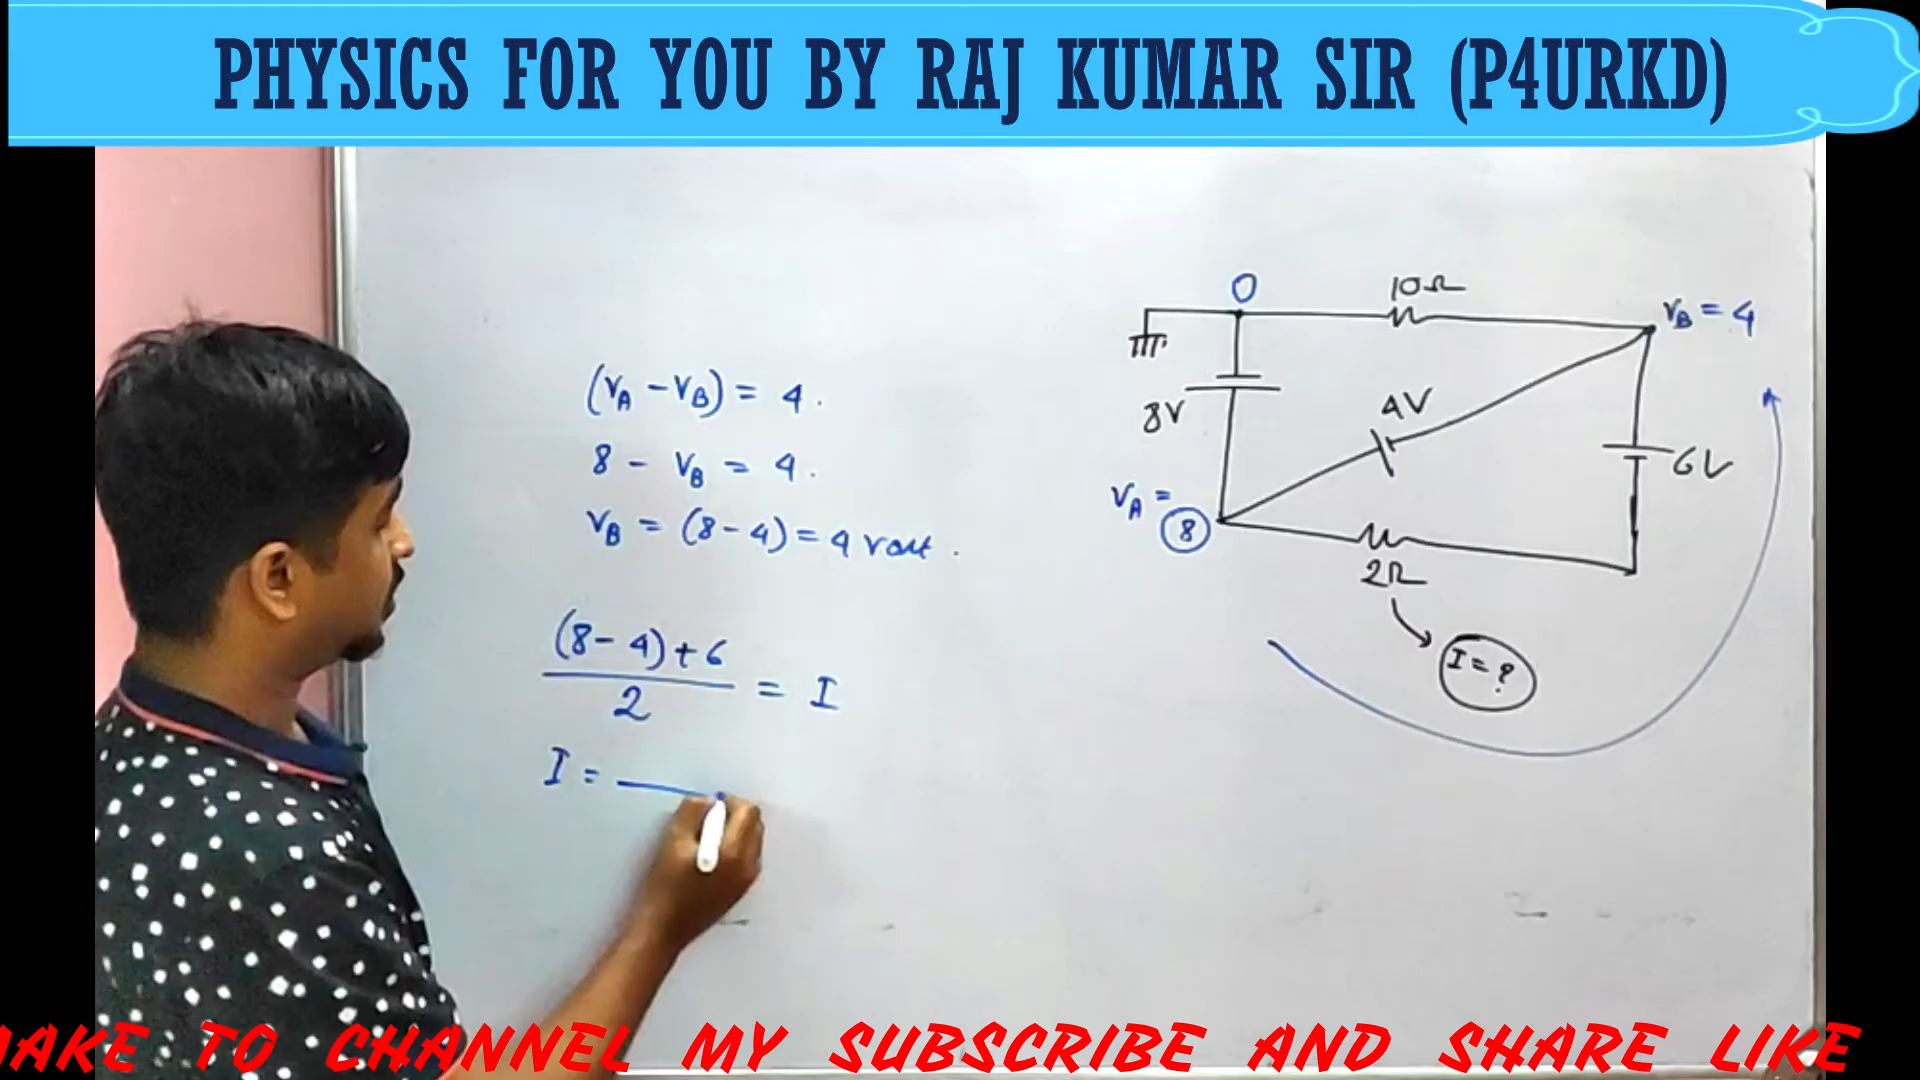 PHYSICS FOR YOU BY RAJ KUMAR SIR (P4URKD)
(VA - VB) = 4.
8 - VB = 4.
VB = (8-4) = 4 volt.
(8-4)+6
2
= I
I =
0
10Ω
VB = 4
8V
4V
6V
VA =
8
2Ω
I = ?
MAKE TO CHANNEL MY SUBSCRIBE AND SHARE LIKE